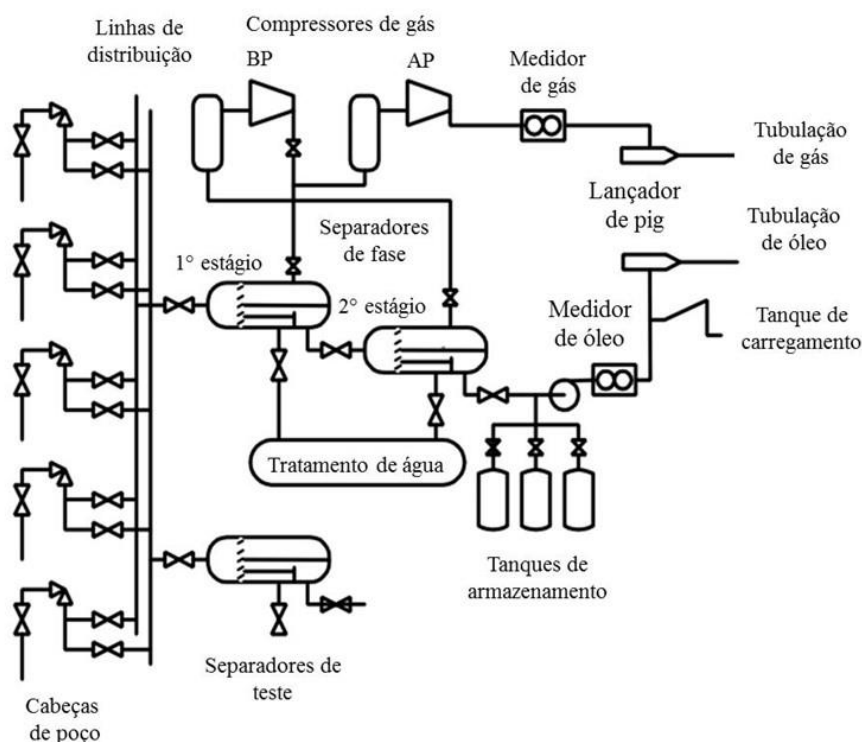 Linhas de
distribuição
Compressores de gás
BP
AP
Medidor
de gás
Tubulação
de gás
Lançador
de pig
Tubulação
de óleo
Separadores
de fase
1° estágio
2° estágio
Medidor
de óleo
Tanque de
carregamento
Tratamento de água
Tanques de
armazenamento
Separadores de
teste
Cabeças
de poço